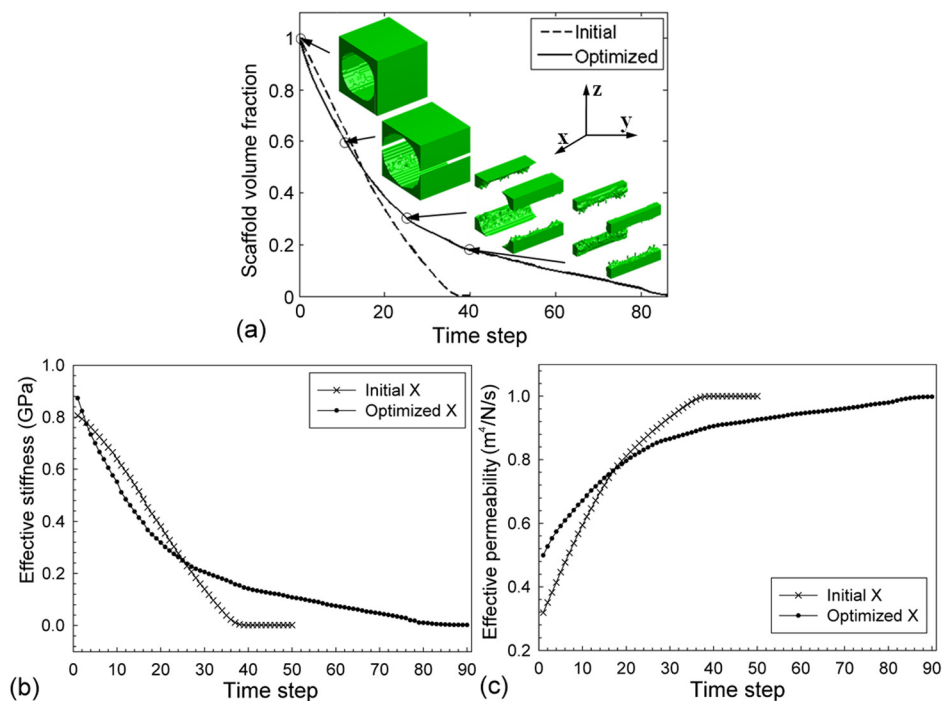 Initial
Optimized
1
0.8
0.6
0.4
0.2
0
Scaffold volume fraction
z
y
x
0 20 40 60 80
Time step
(a)
1.0
0.8
0.6
0.4
0.2
0.0
Effective stiffness (GPa)
Initial X
Optimized X
0 10 20 30 40 50 60 70 80 90
Time step
(b)
1.0
0.8
0.6
0.4
0.2
Effective permeability (m⁴/N/s)
Initial X
Optimized X
0 10 20 30 40 50 60 70 80 90
Time step
(c)